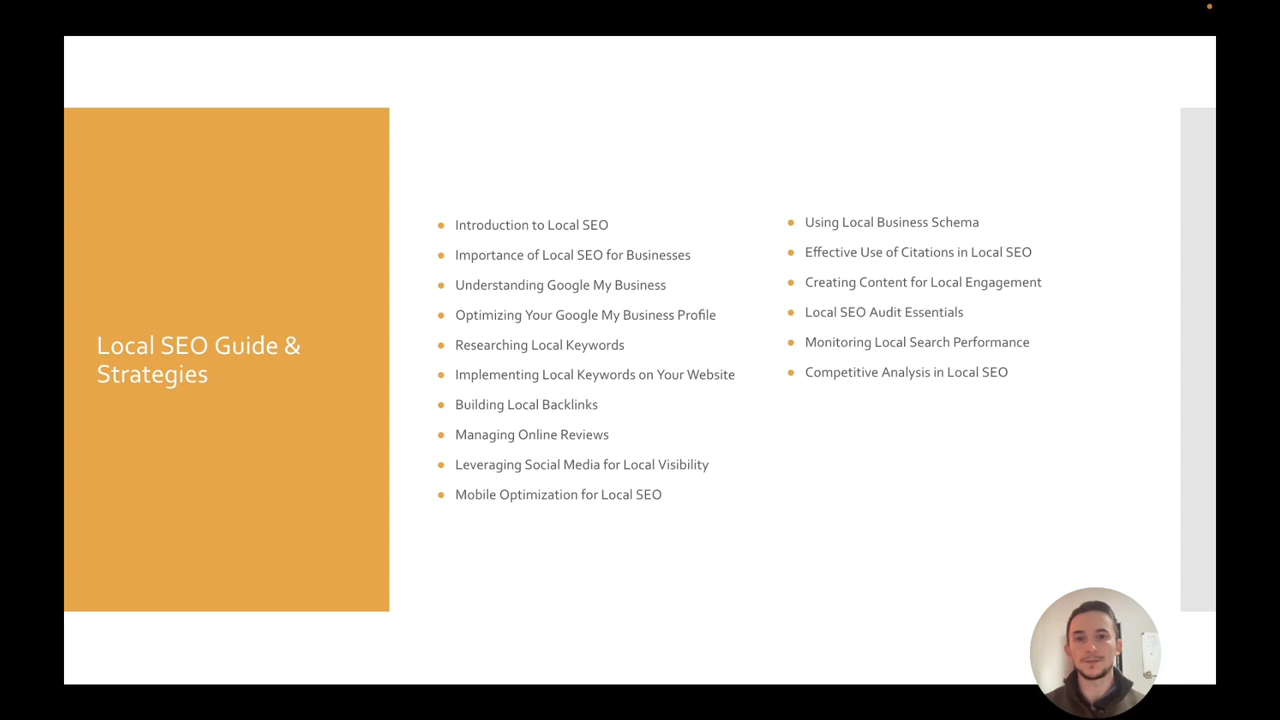 Local SEO Guide &
Strategies
Introduction to Local SEO
Importance of Local SEO for Businesses
Understanding Google My Business
Optimizing Your Google My Business Profile
Researching Local Keywords
Implementing Local Keywords on Your Website
Building Local Backlinks
Managing Online Reviews
Leveraging Social Media for Local Visibility
Mobile Optimization for Local SEO
Using Local Business Schema
Effective Use of Citations in Local SEO
Creating Content for Local Engagement
Local SEO Audit Essentials
Monitoring Local Search Performance
Competitive Analysis in Local SEO